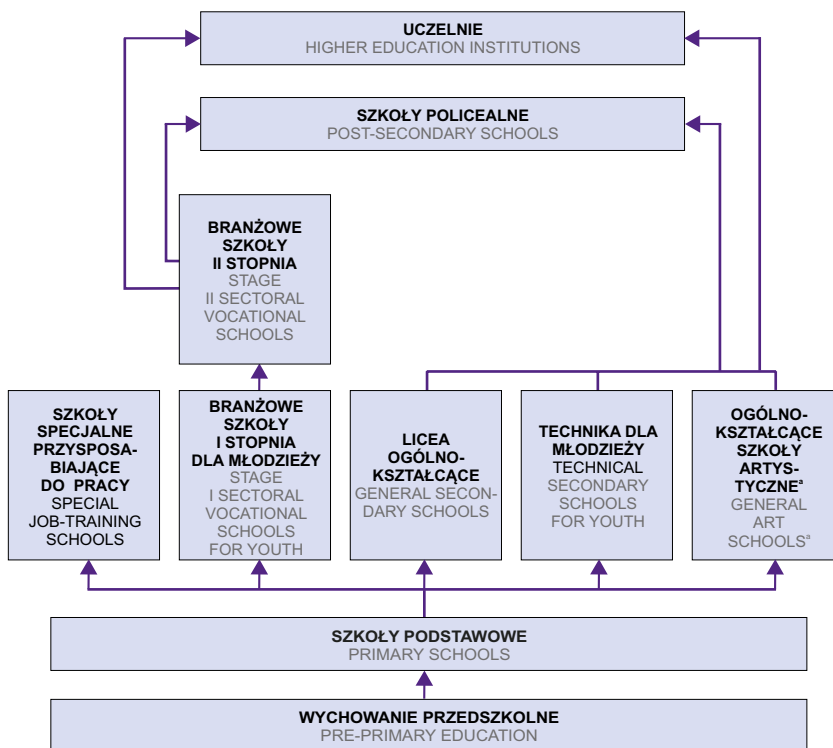 UCZELNIE
HIGHER EDUCATION INSTITUTIONS
SZKOŁY POLICEALNE
POST-SECONDARY SCHOOLS
BRANŻOWE
SZKOŁY
II STOPNIA
STAGE
II SECTORAL
VOCATIONAL
SCHOOLS
SZKOŁY
SPECJALNE
PRZYSPOSA-
BIAJĄCE
DO PRACY
SPECIAL
JOB-TRAINING
SCHOOLS
BRANŻOWE
SZKOŁY
I STOPNIA
DLA MŁODZIEŻY
STAGE
I SECTORAL
VOCATIONAL
SCHOOLS
FOR YOUTH
LICEA
OGÓLNO-
KSZTAŁCĄCE
GENERAL SECON-
DARY SCHOOLS
TECHNIKA DLA
MŁODZIEŻY
TECHNICAL
SECONDARY
SCHOOLS
FOR YOUTH
OGÓLNO-
KSZTAŁCĄCE
SZKOŁY
ARTYS-
TYCZNEᵃ
GENERAL
ART
SCHOOLSᵃ
SZKOŁY PODSTAWOWE
PRIMARY SCHOOLS
WYCHOWANIE PRZEDSZKOLNE
PRE-PRIMARY EDUCATION